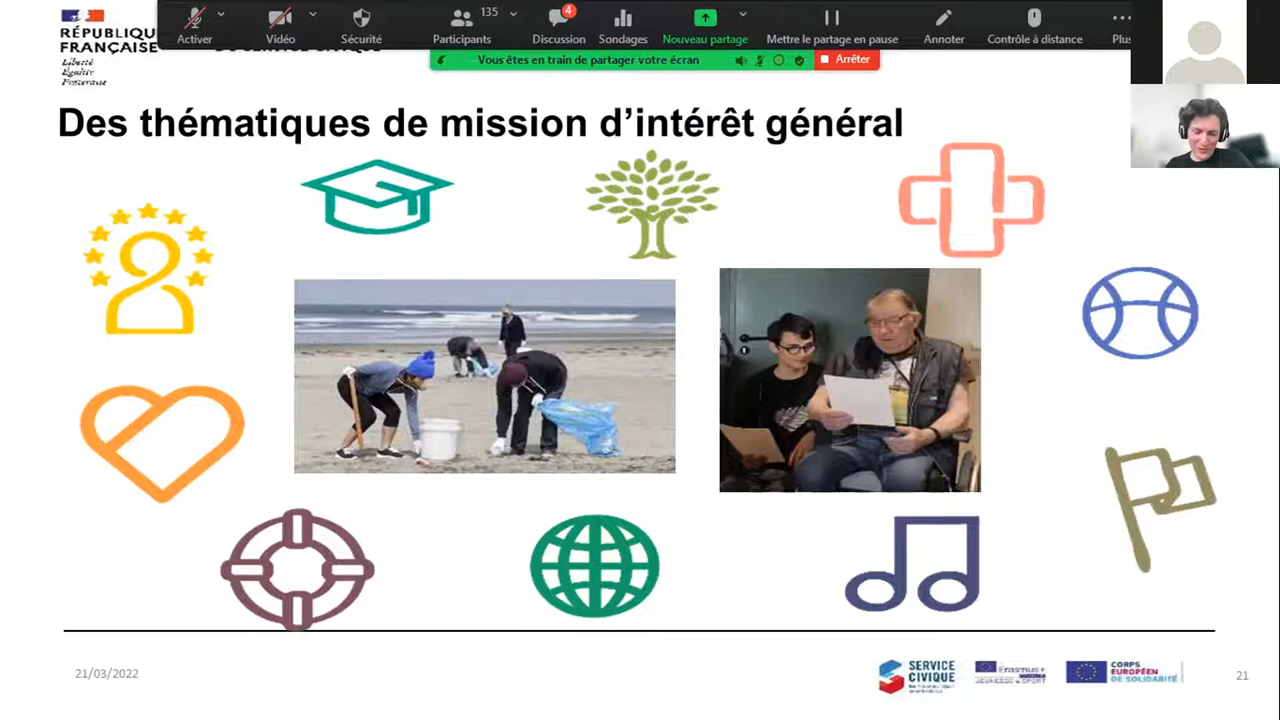 RÉPUBLIQUE
FRANÇAISE
Liberté
Égalité
Fraternité
Activer
Vidéo
Sécurité
135
Participants
4
Discussion
Sondages
Nouveau partage
Mettre le partage en pause
Annoter
Contrôle à distance
Plus
Vous êtes en train de partager votre écran
Arrêter
Des thématiques de mission d’intérêt général
21/03/2022
SERVICE
CIVIQUE
Erasmus+
JEUNESSE & SPORT
CORPS
EUROPÉEN
DE SOLIDARITÉ
21